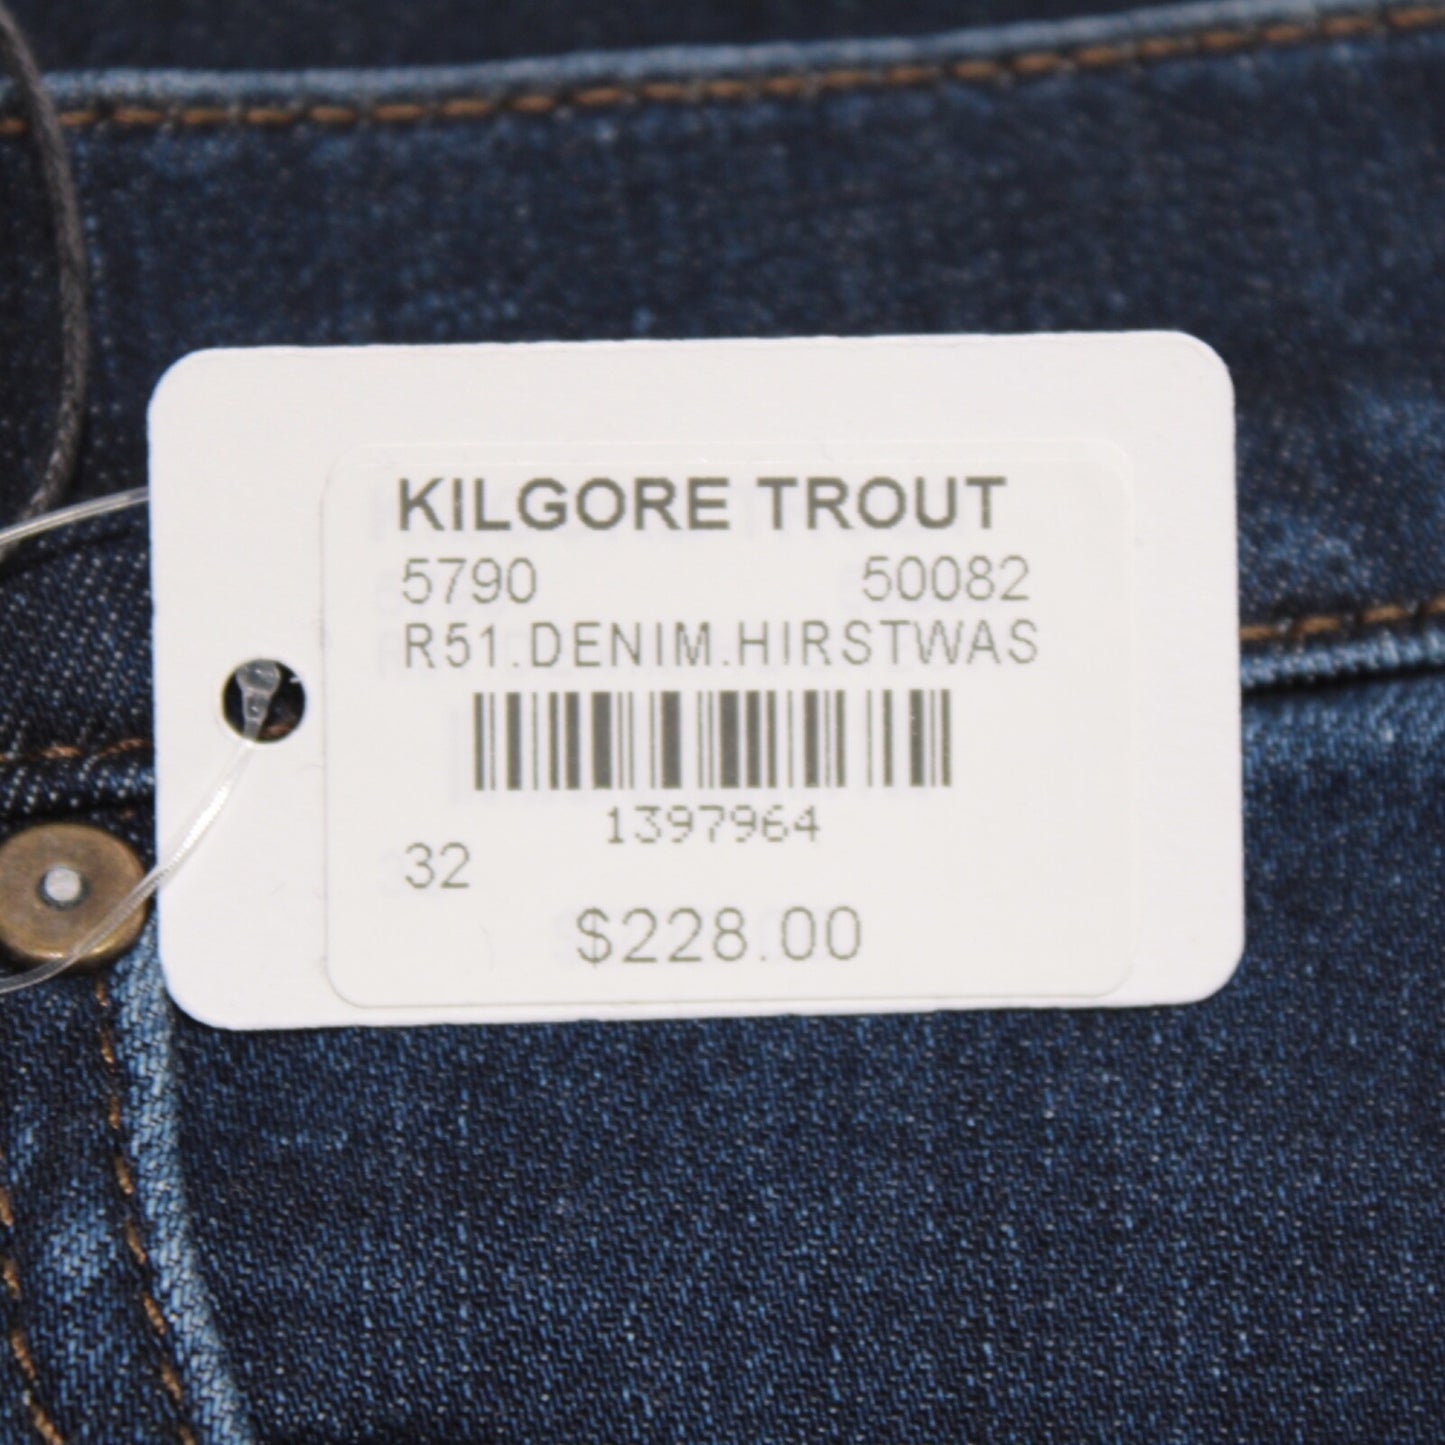 KILGORE TROUT
5790 50082
R51.DENIM.HIRSTWAS
1397964
32
$228.00